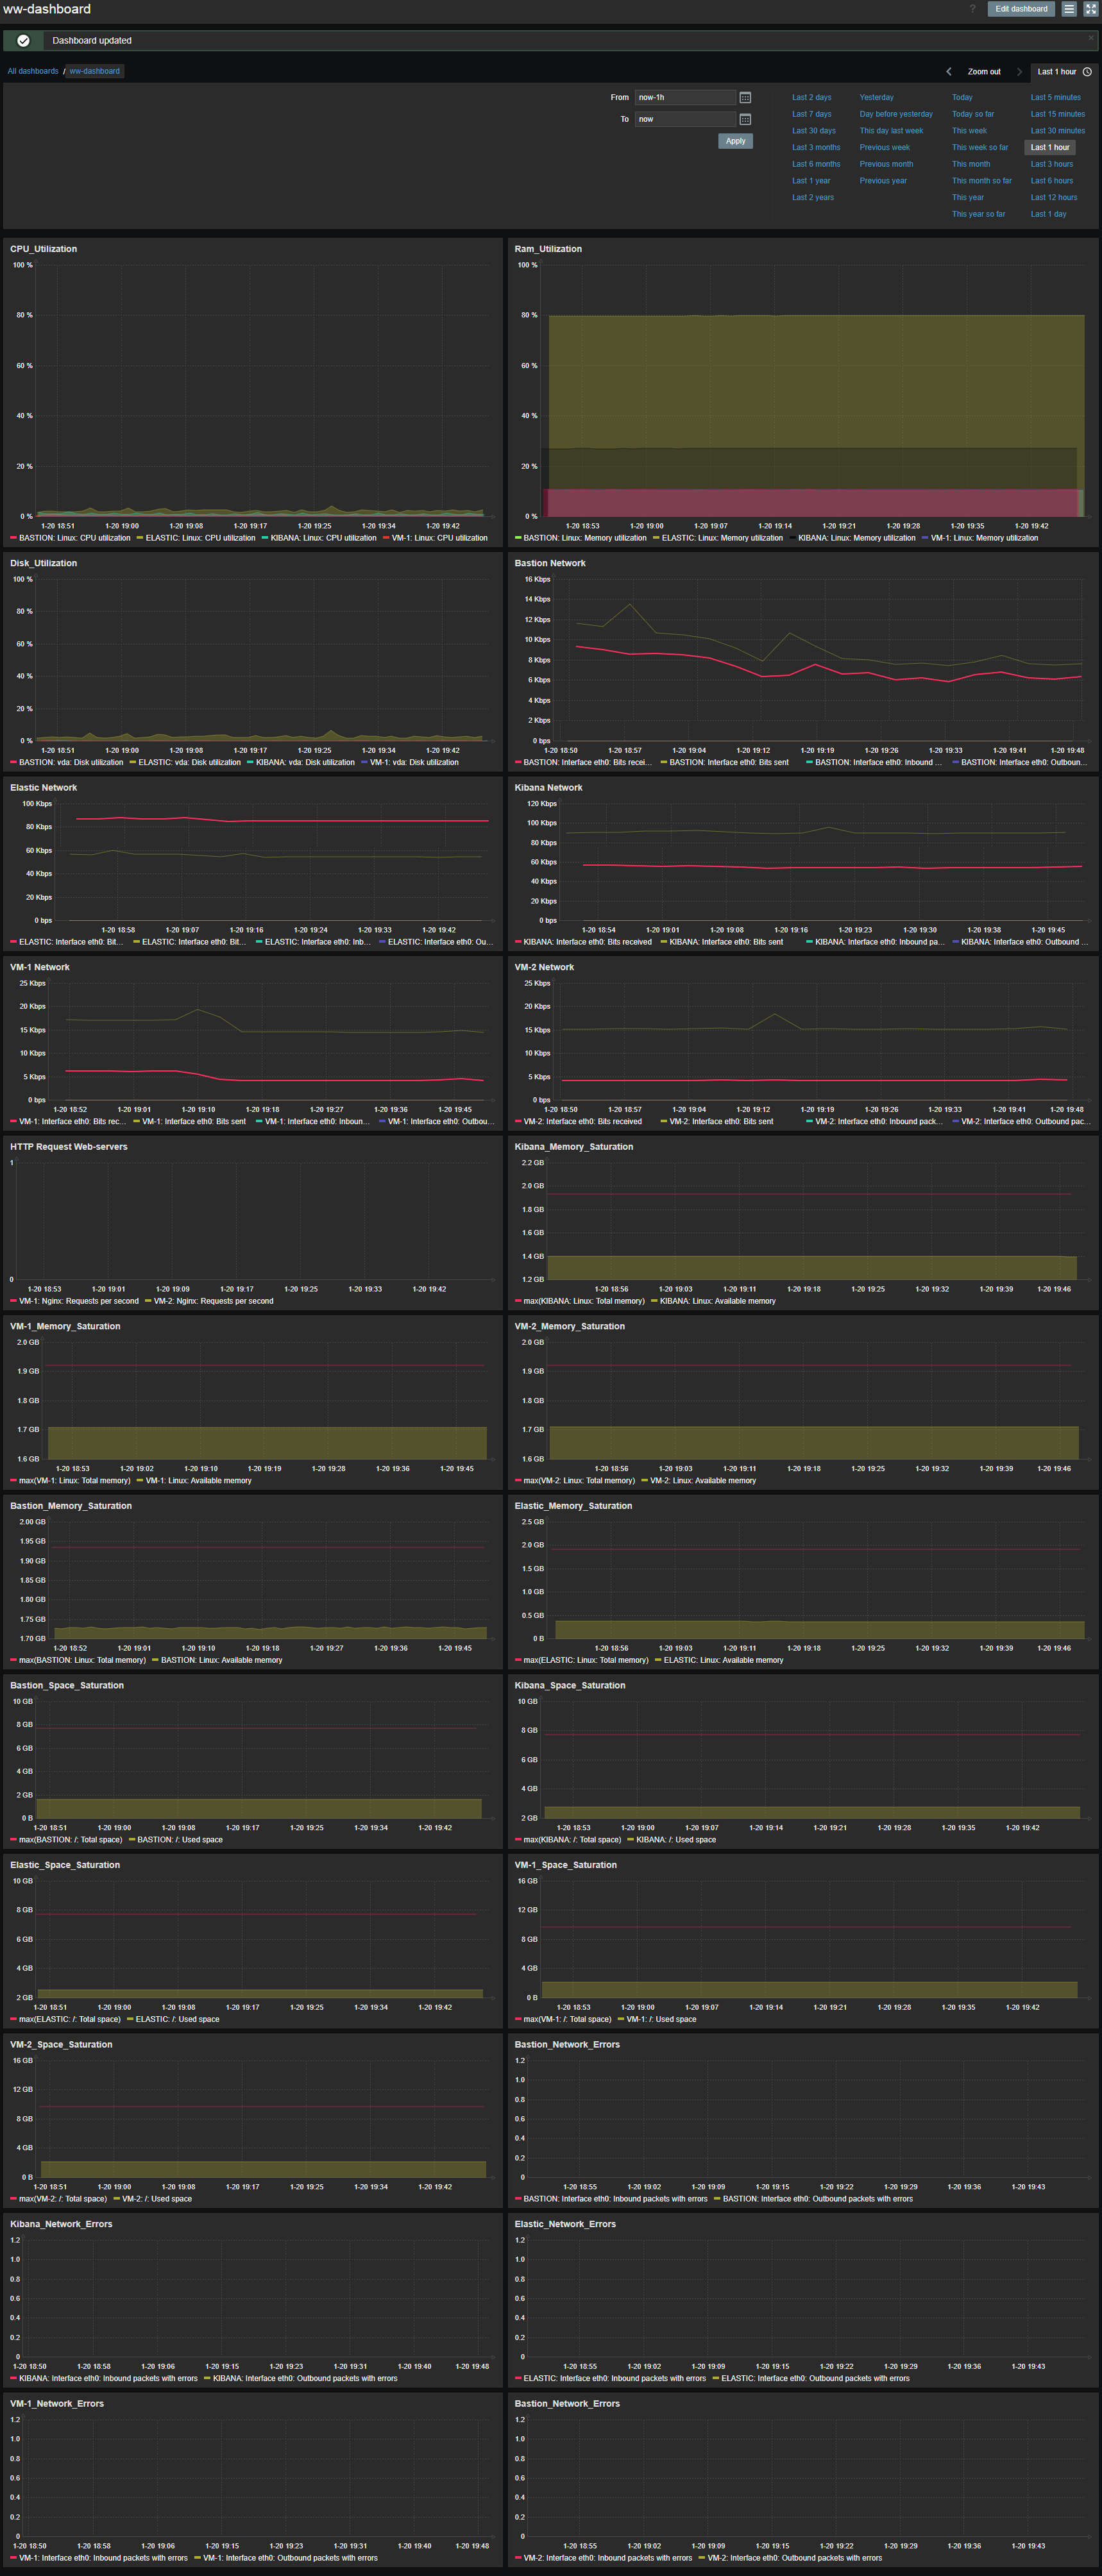 ww-dashboard
? Edit dashboard
Dashboard updated
All dashboards / ww-dashboard
Zoom out Last 1 hour
From now-1h
To now
Apply
Last 2 days Yesterday Today Last 5 minutes
Last 7 days Day before yesterday Today so far Last 15 minutes
Last 30 days This day last week This week Last 30 minutes
Last 3 months Previous week This week so far Last 1 hour
Last 6 months Previous month This month Last 3 hours
Last 1 year Previous year This month so far Last 6 hours
Last 2 years This year Last 12 hours
This year so far Last 1 day
CPU_Utilization
100 %
80 %
60 %
40 %
20 %
0 %
1-20 18:51 1-20 19:00 1-20 19:08 1-20 19:17 1-20 19:25 1-20 19:34 1-20 19:42
BASTION: Linux: CPU utilization ELASTIC: Linux: CPU utilization KIBANA: Linux: CPU utilization VM-1: Linux: CPU utilization
Ram_Utilization
100 %
80 %
60 %
40 %
20 %
0 %
1-20 18:53 1-20 19:00 1-20 19:07 1-20 19:14 1-20 19:21 1-20 19:28 1-20 19:35 1-20 19:42
BASTION: Linux: Memory utilization ELASTIC: Linux: Memory utilization KIBANA: Linux: Memory utilization VM-1: Linux: Memory utilization
Disk_Utilization
100 %
80 %
60 %
40 %
20 %
0 %
1-20 18:51 1-20 19:00 1-20 19:08 1-20 19:17 1-20 19:25 1-20 19:34 1-20 19:42
BASTION: vda: Disk utilization ELASTIC: vda: Disk utilization KIBANA: vda: Disk utilization VM-1: vda: Disk utilization
Bastion Network
16 Kbps
14 Kbps
12 Kbps
10 Kbps
8 Kbps
6 Kbps
4 Kbps
2 Kbps
0 bps
1-20 18:50 1-20 18:57 1-20 19:04 1-20 19:12 1-20 19:19 1-20 19:26 1-20 19:33 1-20 19:41 1-20 19:48
BASTION: Interface eth0: Bits recei... BASTION: Interface eth0: Bits sent BASTION: Interface eth0: Inbound ... BASTION: Interface eth0: Outboun...
Elastic Network
100 Kbps
80 Kbps
60 Kbps
40 Kbps
20 Kbps
0 bps
1-20 18:58 1-20 19:07 1-20 19:16 1-20 19:24 1-20 19:33 1-20 19:42
ELASTIC: Interface eth0: Bit... ELASTIC: Interface eth0: Bit... ELASTIC: Interface eth0: Inb... ELASTIC: Interface eth0: Ou...
Kibana Network
120 Kbps
100 Kbps
80 Kbps
60 Kbps
40 Kbps
20 Kbps
0 bps
1-20 18:54 1-20 19:01 1-20 19:08 1-20 19:16 1-20 19:23 1-20 19:30 1-20 19:38 1-20 19:45
KIBANA: Interface eth0: Bits received KIBANA: Interface eth0: Bits sent KIBANA: Interface eth0: Inbound pa... KIBANA: Interface eth0: Outbound ...
VM-1 Network
25 Kbps
20 Kbps
15 Kbps
10 Kbps
5 Kbps
0 bps
1-20 18:52 1-20 19:01 1-20 19:10 1-20 19:18 1-20 19:27 1-20 19:36 1-20 19:45
VM-1: Interface eth0: Bits rec... VM-1: Interface eth0: Bits sent VM-1: Interface eth0: Inboun... VM-1: Interface eth0: Outbou...
VM-2 Network
25 Kbps
20 Kbps
15 Kbps
10 Kbps
5 Kbps
0 bps
1-20 18:50 1-20 18:57 1-20 19:04 1-20 19:12 1-20 19:19 1-20 19:26 1-20 19:33 1-20 19:41 1-20 19:48
VM-2: Interface eth0: Bits received VM-2: Interface eth0: Bits sent VM-2: Interface eth0: Inbound pack... VM-2: Interface eth0: Outbound pac...
HTTP Request Web-servers
1
0
1-20 18:53 1-20 19:01 1-20 19:09 1-20 19:17 1-20 19:25 1-20 19:33 1-20 19:42
VM-1: Nginx: Requests per second VM-2: Nginx: Requests per second
Kibana_Memory_Saturation
2.2 GB
2.0 GB
1.8 GB
1.6 GB
1.4 GB
1.2 GB
1-20 18:56 1-20 19:03 1-20 19:11 1-20 19:18 1-20 19:25 1-20 19:32 1-20 19:39 1-20 19:46
max(KIBANA: Linux: Total memory) KIBANA: Linux: Available memory
VM-1_Memory_Saturation
2.0 GB
1.9 GB
1.8 GB
1.7 GB
1.6 GB
1-20 18:53 1-20 19:02 1-20 19:10 1-20 19:19 1-20 19:28 1-20 19:36 1-20 19:45
max(VM-1: Linux: Total memory) VM-1: Linux: Available memory
VM-2_Memory_Saturation
2.0 GB
1.9 GB
1.8 GB
1.7 GB
1.6 GB
1-20 18:56 1-20 19:03 1-20 19:11 1-20 19:18 1-20 19:25 1-20 19:32 1-20 19:39 1-20 19:46
max(VM-2: Linux: Total memory) VM-2: Linux: Available memory
Bastion_Memory_Saturation
2.00 GB
1.95 GB
1.90 GB
1.85 GB
1.80 GB
1.75 GB
1.70 GB
1-20 18:52 1-20 19:01 1-20 19:10 1-20 19:18 1-20 19:27 1-20 19:36 1-20 19:45
max(BASTION: Linux: Total memory) BASTION: Linux: Available memory
Elastic_Memory_Saturation
2.5 GB
2.0 GB
1.5 GB
1.0 GB
0.5 GB
0 B
1-20 18:56 1-20 19:03 1-20 19:11 1-20 19:18 1-20 19:25 1-20 19:32 1-20 19:39 1-20 19:46
max(ELASTIC: Linux: Total memory) ELASTIC: Linux: Available memory
Bastion_Space_Saturation
10 GB
8 GB
6 GB
4 GB
2 GB
0 B
1-20 18:51 1-20 19:00 1-20 19:08 1-20 19:17 1-20 19:25 1-20 19:34 1-20 19:42
max(BASTION: /: Total space) BASTION: /: Used space
Kibana_Space_Saturation
10 GB
8 GB
6 GB
4 GB
2 GB
1-20 18:53 1-20 19:00 1-20 19:07 1-20 19:14 1-20 19:21 1-20 19:28 1-20 19:35 1-20 19:42
max(KIBANA: /: Total space) KIBANA: /: Used space
Elastic_Space_Saturation
10 GB
8 GB
6 GB
4 GB
2 GB
1-20 18:51 1-20 19:00 1-20 19:08 1-20 19:17 1-20 19:25 1-20 19:34 1-20 19:42
max(ELASTIC: /: Total space) ELASTIC: /: Used space
VM-1_Space_Saturation
16 GB
12 GB
8 GB
4 GB
0 B
1-20 18:53 1-20 19:00 1-20 19:07 1-20 19:14 1-20 19:21 1-20 19:28 1-20 19:35 1-20 19:42
max(VM-1: /: Total space) VM-1: /: Used space
VM-2_Space_Saturation
16 GB
12 GB
8 GB
4 GB
0 B
1-20 18:51 1-20 19:00 1-20 19:08 1-20 19:17 1-20 19:25 1-20 19:34 1-20 19:42
max(VM-2: /: Total space) VM-2: /: Used space
Bastion_Network_Errors
1.2
1.0
0.8
0.6
0.4
0.2
0
1-20 18:55 1-20 19:02 1-20 19:09 1-20 19:15 1-20 19:22 1-20 19:29 1-20 19:36 1-20 19:43
BASTION: Interface eth0: Inbound packets with errors BASTION: Interface eth0: Outbound packets with errors
Kibana_Network_Errors
1.2
1.0
0.8
0.6
0.4
0.2
0
1-20 18:50 1-20 18:58 1-20 19:06 1-20 19:15 1-20 19:23 1-20 19:31 1-20 19:40 1-20 19:48
KIBANA: Interface eth0: Inbound packets with errors KIBANA: Interface eth0: Outbound packets with errors
Elastic_Network_Errors
1.2
1.0
0.8
0.6
0.4
0.2
0
1-20 18:55 1-20 19:02 1-20 19:09 1-20 19:15 1-20 19:22 1-20 19:29 1-20 19:36 1-20 19:43
ELASTIC: Interface eth0: Inbound packets with errors ELASTIC: Interface eth0: Outbound packets with errors
VM-1_Network_Errors
1.2
1.0
0.8
0.6
0.4
0.2
0
1-20 18:50 1-20 18:58 1-20 19:06 1-20 19:15 1-20 19:23 1-20 19:31 1-20 19:40 1-20 19:48
VM-1: Interface eth0: Inbound packets with errors VM-1: Interface eth0: Outbound packets with errors
Bastion_Network_Errors
1.2
1.0
0.8
0.6
0.4
0.2
0
1-20 18:55 1-20 19:02 1-20 19:09 1-20 19:15 1-20 19:22 1-20 19:29 1-20 19:36 1-20 19:43
VM-2: Interface eth0: Inbound packets with errors VM-2: Interface eth0: Outbound packets with errors